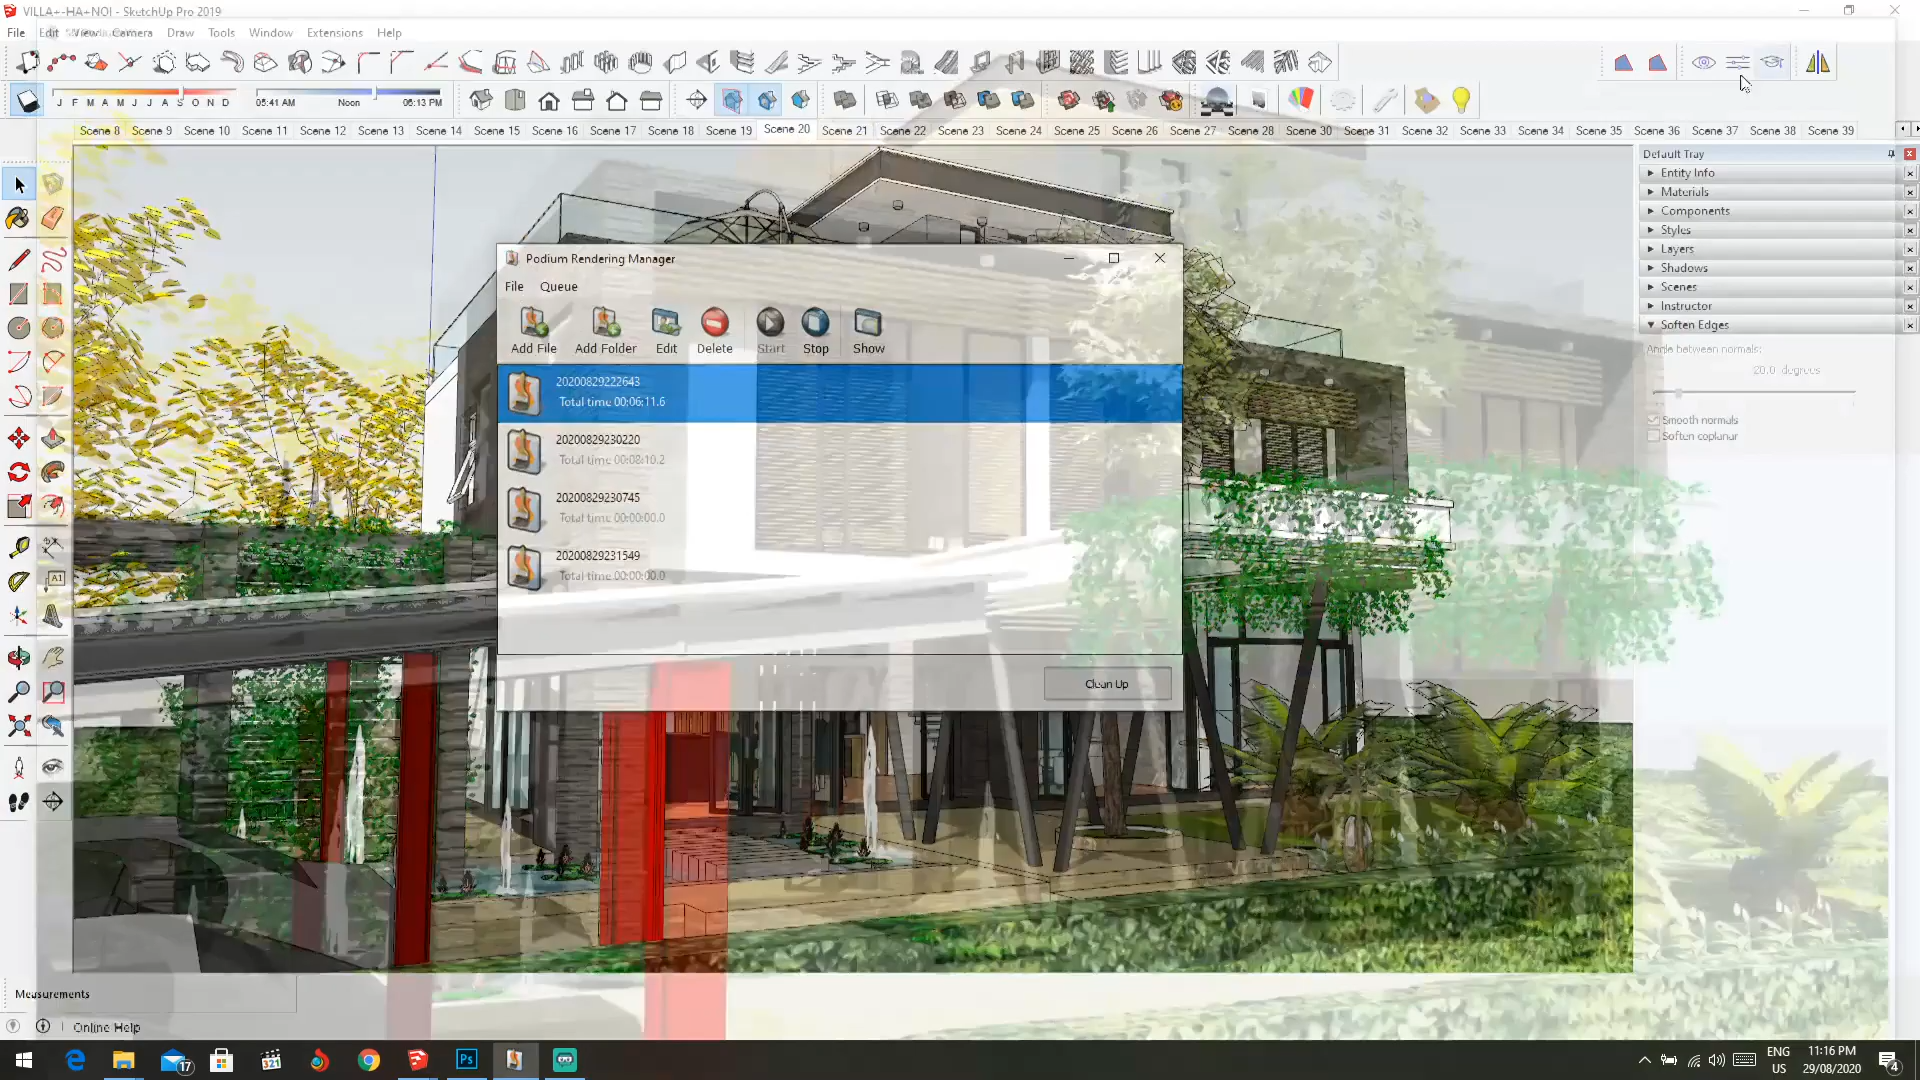 VILLA+-HA+NOI - SketchUp Pro 2019
File Edit View Camera Draw Tools Window Extensions Help
J F M A M J J A S O N D 05:41 AM Noon 06:13 PM
Scene 8 Scene 9 Scene 10 Scene 11 Scene 12 Scene 13 Scene 14 Scene 15 Scene 16 Scene 17 Scene 18 Scene 19 Scene 20 Scene 21 Scene 22 Scene 23 Scene 24 Scene 25 Scene 26 Scene 27 Scene 28 Scene 30 Scene 31 Scene 32 Scene 33 Scene 34 Scene 35 Scene 36 Scene 37 Scene 38 Scene 39
Default Tray
Entity Info
Materials
Components
Styles
Layers
Shadows
Scenes
Instructor
Soften Edges
Angle between normals:
20.0 degrees
Smooth normals
Soften coplanar
Podium Rendering Manager
File Queue
Add File Add Folder Edit Delete Start Stop Show
20200829222643
Total time 00:06:11.6
20200829230220
Total time 00:08:10.2
20200829230745
Total time 00:00:00.0
20200829231549
Total time 00:00:00.0
Clean Up
A1
Measurements
Online Help
17
321
Ps
ENG
US
11:16 PM
29/08/2020
4